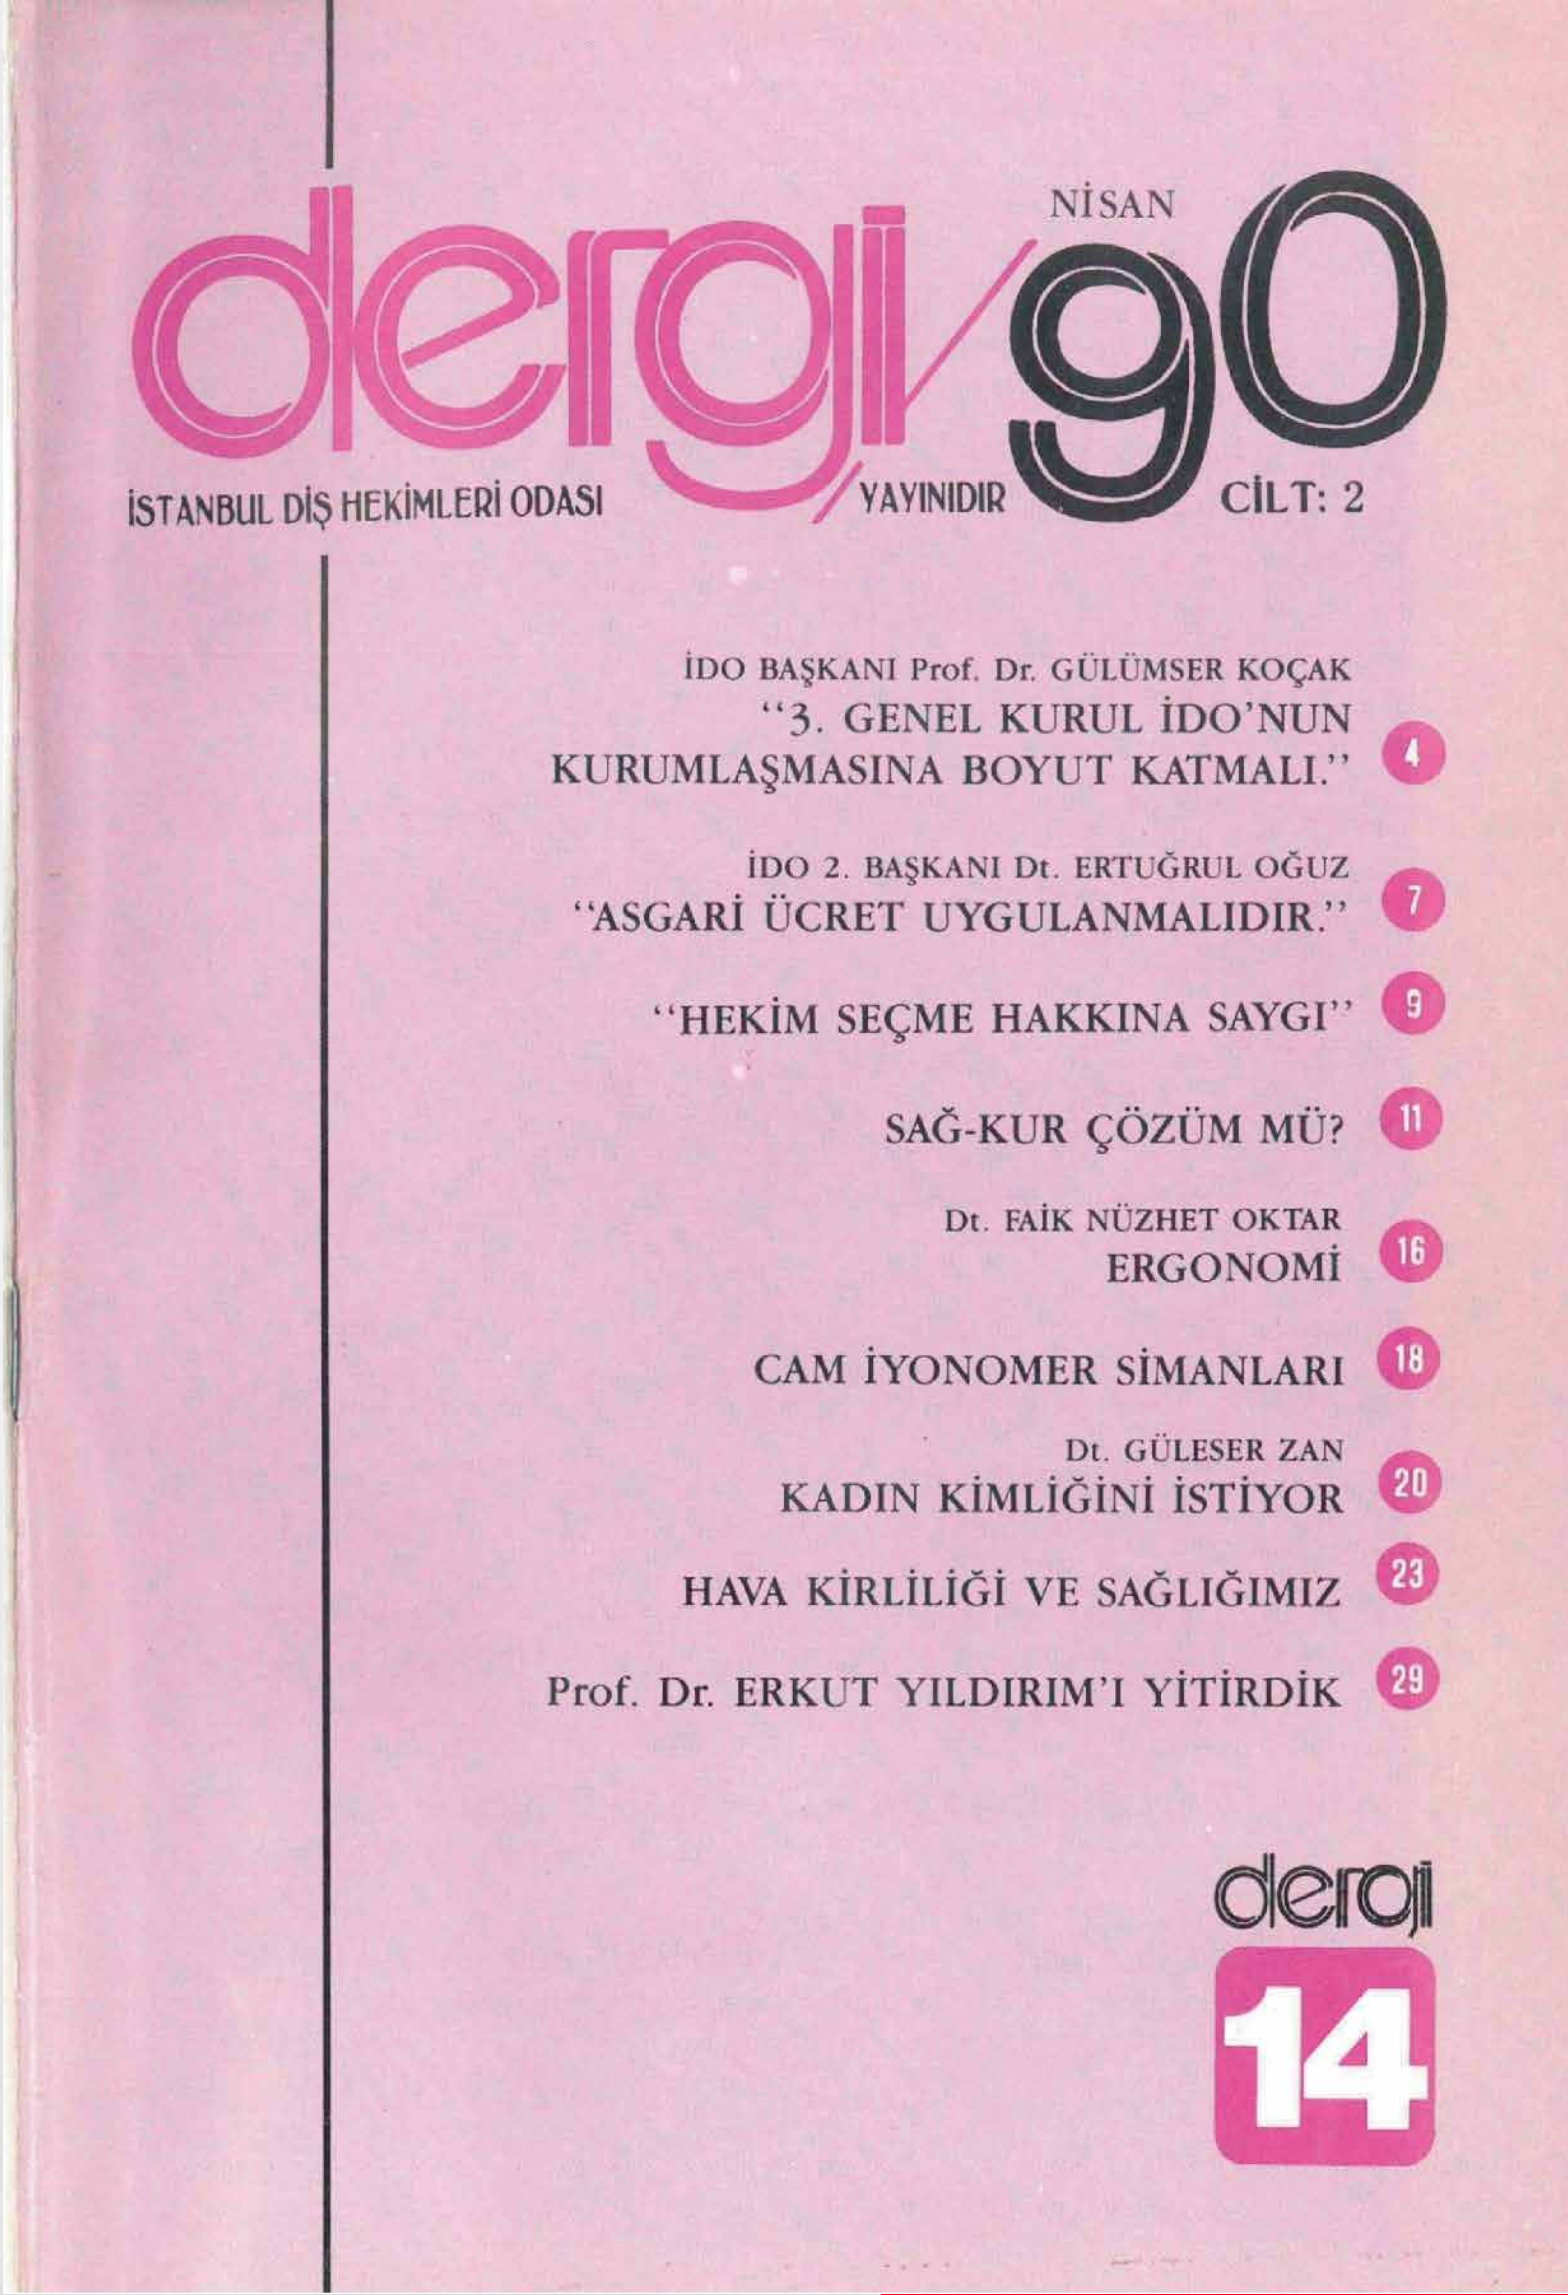 NİSAN
dergi/90
İSTANBUL DİŞ HEKİMLERİ ODASI YAYINIDIR CİLT: 2
İDO BAŞKANI Prof. Dr. GÜLÜMSER KOÇAK
“3. GENEL KURUL İDO’NUN
KURUMLAŞMASINA BOYUT KATMALI.” 4
İDO 2. BAŞKANI Dt. ERTUĞRUL OĞUZ
“ASGARİ ÜCRET UYGULANMALIDIR.” 7
“HEKİM SEÇME HAKKINA SAYGI” 9
SAĞ-KUR ÇÖZÜM MÜ? 11
Dt. FAİK NÜZHET OKTAR
ERGONOMİ 16
CAM İYONOMER SİMANLARI 18
Dt. GÜLESER ZAN
KADIN KİMLİĞİNİ İSTİYOR 20
HAVA KİRLİLİĞİ VE SAĞLIĞIMIZ 23
Prof. Dr. ERKUT YILDIRIM’I YİTİRDİK 29
dergi
14